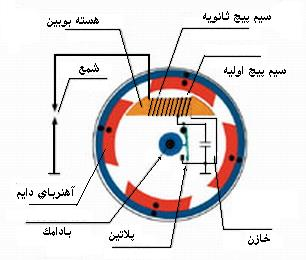 سیم پیچ ثانویه
هسته بوبین
سیم پیچ اولیه
شمع
آهنربای دایم
بادامک
پلاتین
خازن